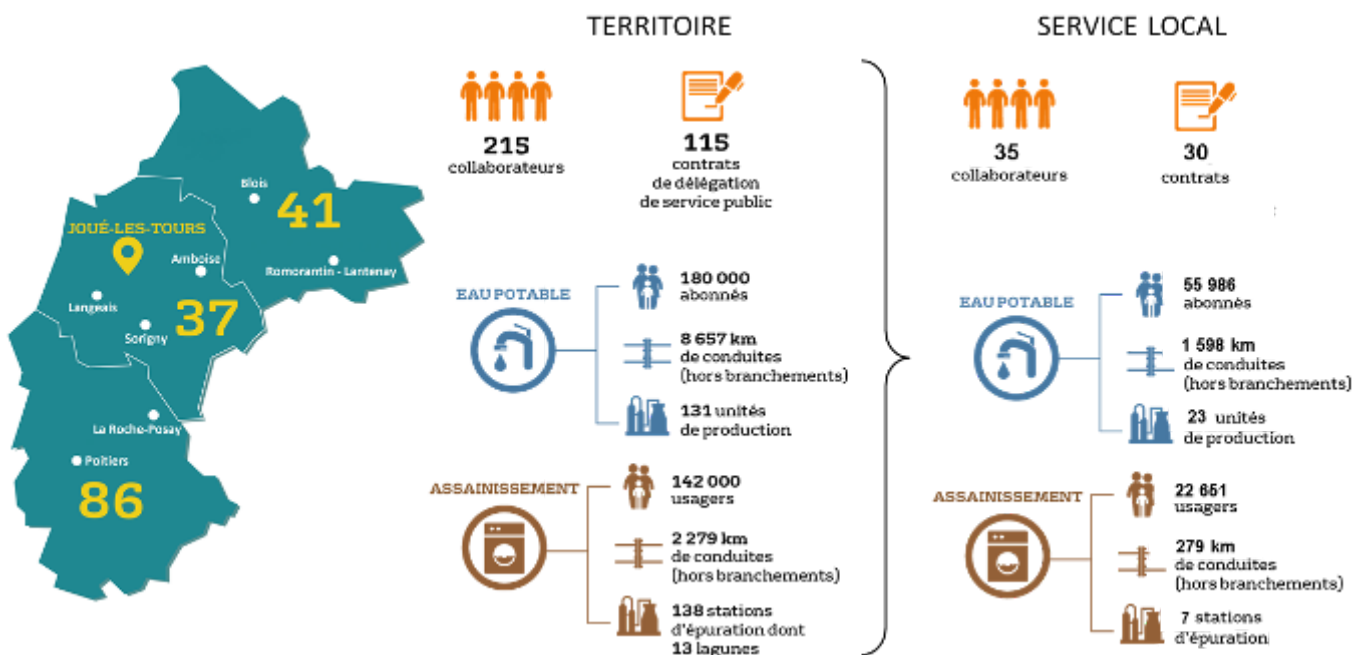 TERRITOIRE
SERVICE LOCAL
Blois
41
JOUÉ-LES-TOURS
Amboise
Romorantin - Lantenay
Langeais
37
Sorigny
La Roche-Posay
Poitiers
86
215
collaborateurs
115
contrats
de délégation
de service public
EAU POTABLE
180 000
abonnés
8 657 km
de conduites
(hors branchements)
131 unités
de production
ASSAINISSEMENT
142 000
usagers
2 279 km
de conduites
(hors branchements)
138 stations
d'épuration dont
13 lagunes
35
collaborateurs
30
contrats
EAU POTABLE
55 986
abonnés
1 598 km
de conduites
(hors branchements)
23 unités
de production
ASSAINISSEMENT
22 651
usagers
279 km
de conduites
(hors branchements)
7 stations
d'épuration